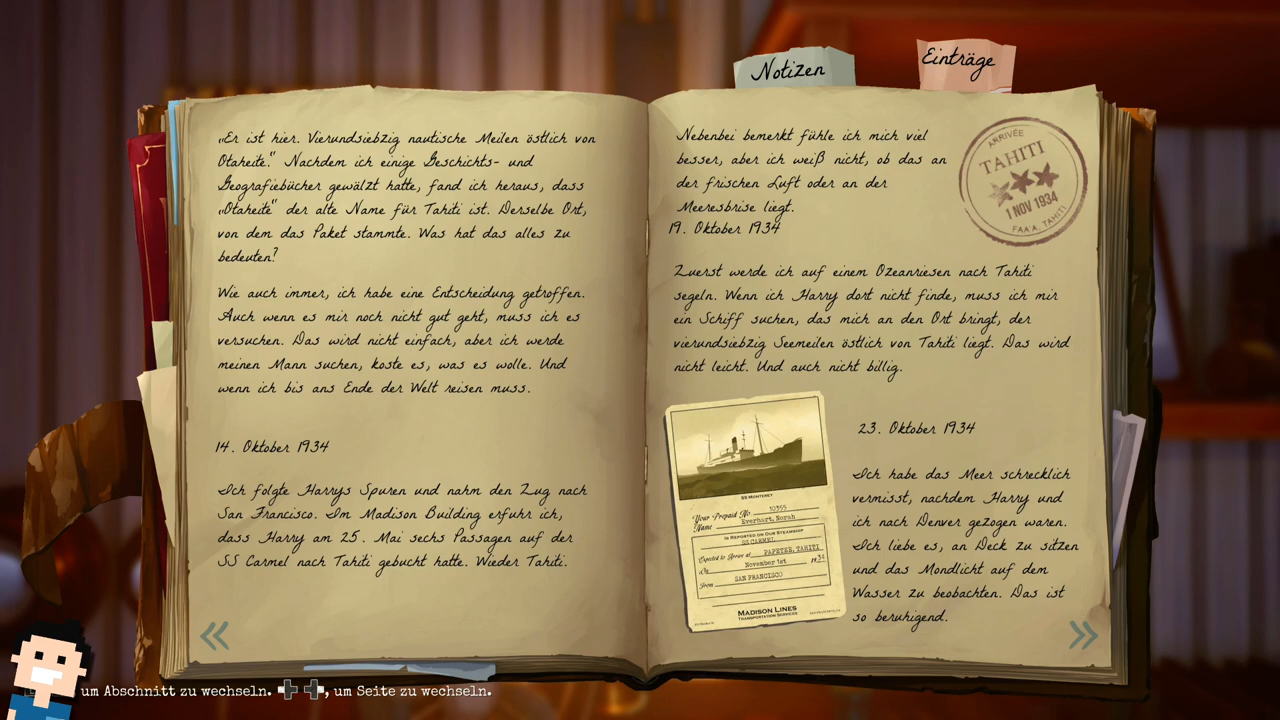 Notizen
Einträge
„Er ist hier. Vierundsiebzig nautische Meilen östlich von
Otaheite.“ Nachdem ich einige Geschichts- und
Geografiebücher gewälzt hatte, fand ich heraus, dass
„Otaheite“ der alte Name für Tahiti ist. Derselbe Ort,
von dem das Paket stammte. Was hat das alles zu
bedeuten?
Wie auch immer, ich habe eine Entscheidung getroffen.
Auch wenn es mir noch nicht gut geht, muss ich es
versuchen. Das wird nicht einfach, aber ich werde
meinen Mann suchen, koste es, was es wolle. Und
wenn ich bis ans Ende der Welt reisen muss.
14. Oktober 1934
Ich folgte Harrys Spuren und nahm den Zug nach
San Francisco. Im Madison Building erfuhr ich,
dass Harry am 25. Mai sechs Passagen auf der
SS Carmel nach Tahiti gebucht hatte. Wieder Tahiti.
Nebenbei bemerkt fühle ich mich viel
besser, aber ich weiß nicht, ob das an
der frischen Luft oder an der
Meeresbrise liegt.
ARRIVÉE
TAHITI
1 NOV 1934
FAA'A, TAHITI
19. Oktober 1934
Zuerst werde ich auf einem Ozeanriesen nach Tahiti
segeln. Wenn ich Harry dort nicht finde, muss ich mir
ein Schiff suchen, das mich an den Ort bringt, der
vierundsiebzig Seemeilen östlich von Tahiti liegt. Das wird
nicht leicht. Und auch nicht billig.
SS MONTERET
Your Prepaid No. 10355
Name Everhart, Norah
IS REPORTED ON OUR STEAMSHIP
SS CARMEL
Expected to Arrive at PAPETEE, TAHITI
On November 1st 1934
From SAN FRANCISCO
MADISON LINES
TRANSPORTATION SERVICES
23. Oktober 1934
Ich habe das Meer schrecklich
vermisst, nachdem Harry und
ich nach Denver gezogen waren.
Ich liebe es, an Deck zu sitzen
und das Mondlicht auf dem
Wasser zu beobachten. Das ist
so beruhigend.
um Abschnitt zu wechseln. , um Seite zu wechseln.